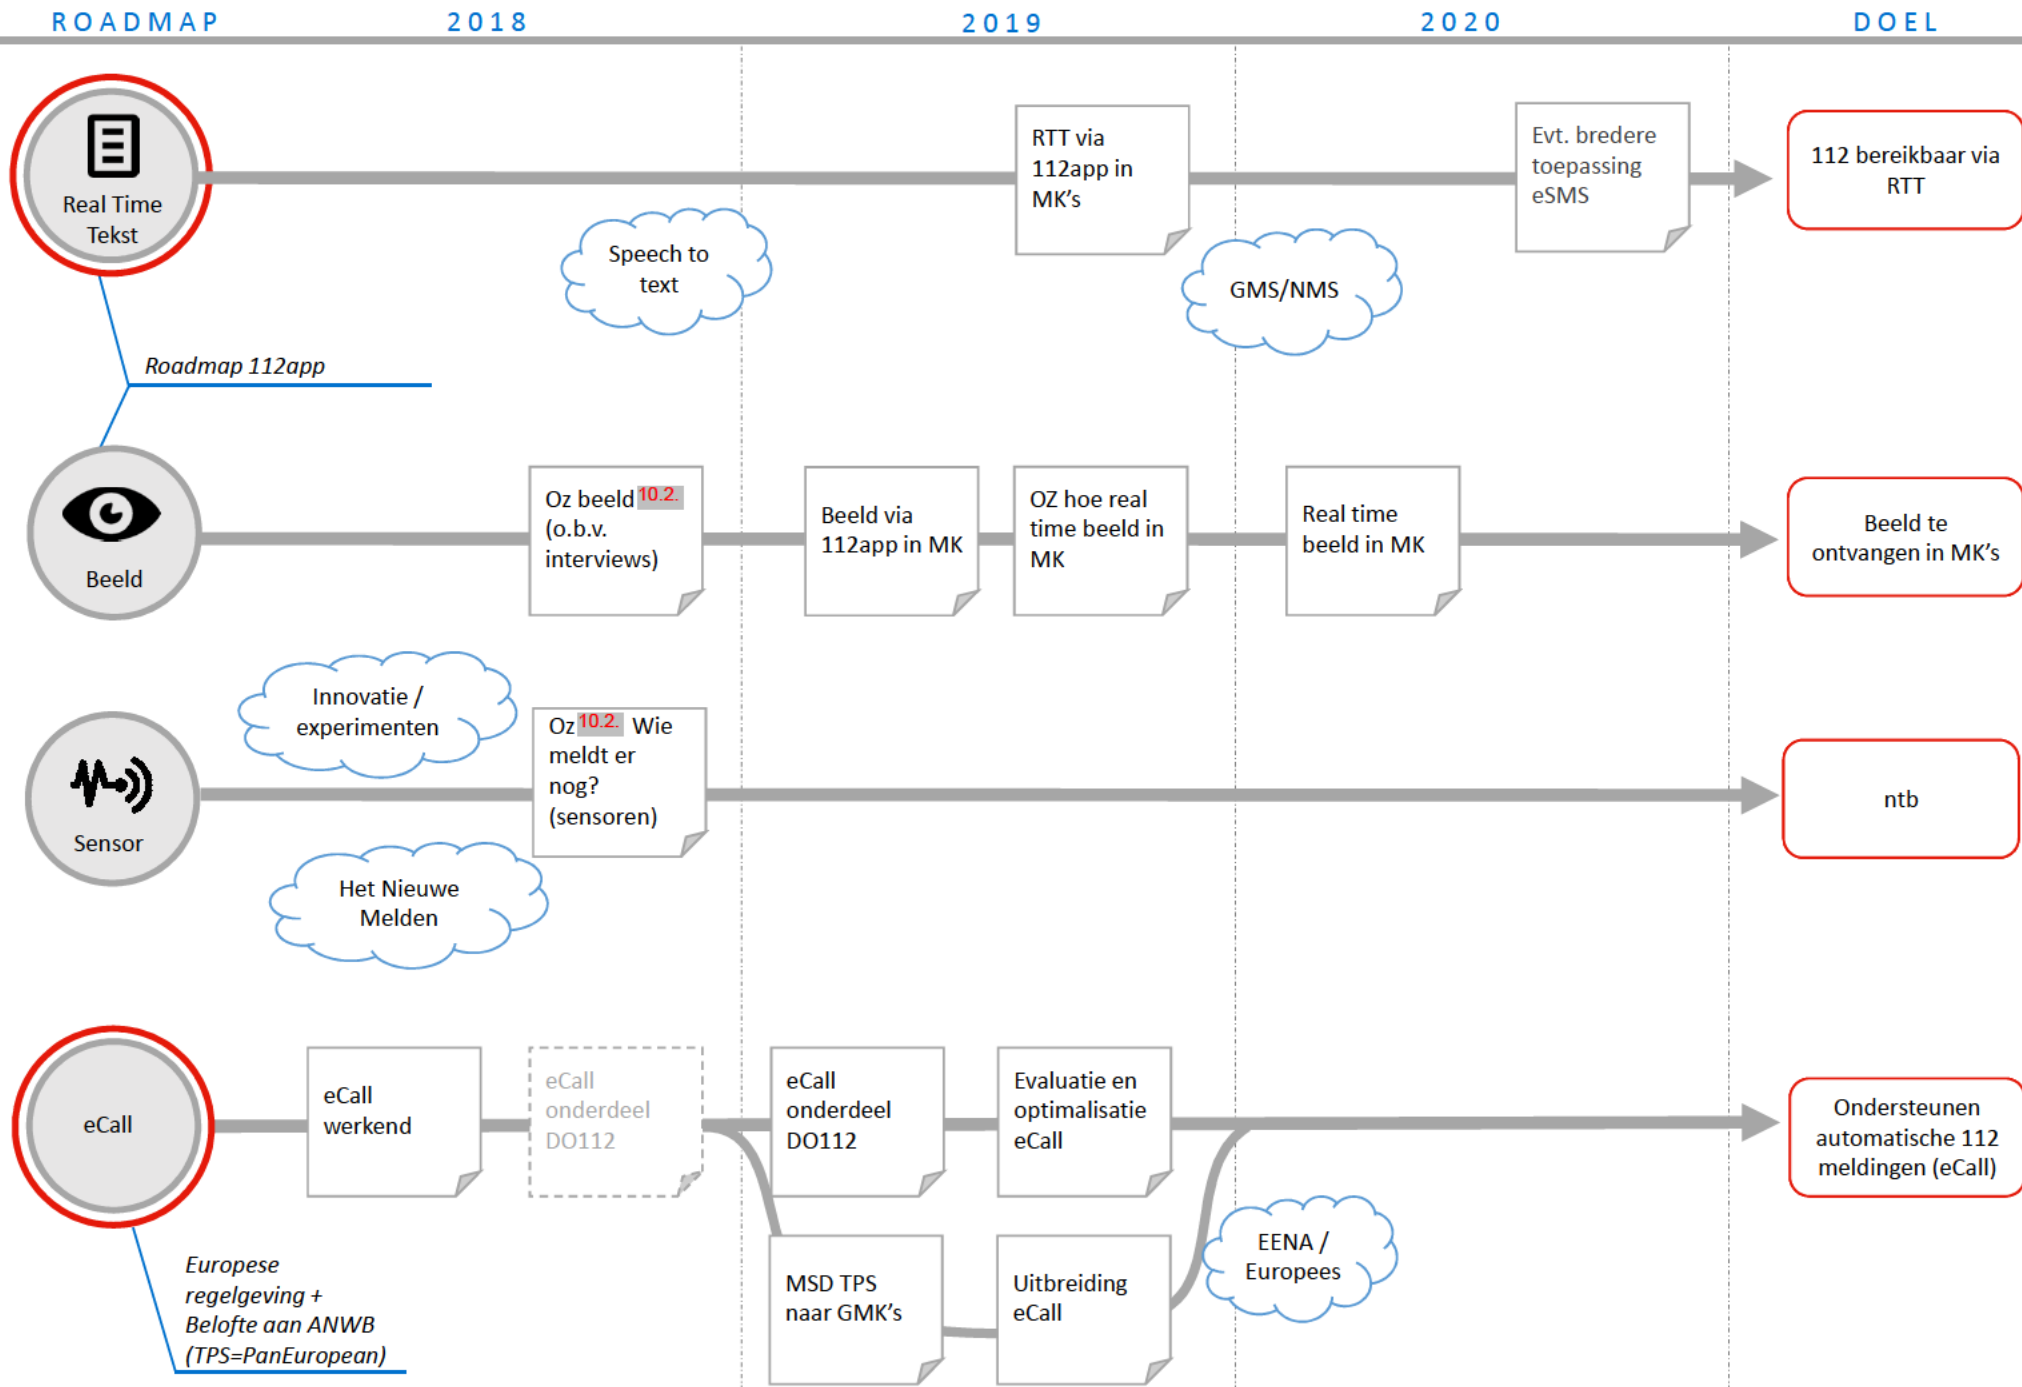 ROADMAP 2018 2019 2020 DOEL
Real Time
Tekst
RTT via
112app in
MK's
Evt. bredere
toepassing
eSMS
112 bereikbaar via
RTT
Speech to
text
GMS/NMS
Roadmap 112app
Beeld
Oz beeld 10.2.
(o.b.v.
interviews)
Beeld via
112app in MK
OZ hoe real
time beeld in
MK
Real time
beeld in MK
Beeld te
ontvangen in MK's
Innovatie /
experimenten
Sensor
Oz 10.2. Wie
meldt er
nog?
(sensoren)
ntb
Het Nieuwe
Melden
eCall
eCall
werkend
eCall
onderdeel
DO112
eCall
onderdeel
DO112
Evaluatie en
optimalisatie
eCall
Ondersteunen
automatische 112
meldingen (eCall)
MSD TPS
naar GMK's
Uitbreiding
eCall
EENA /
Europees
Europese
regelgeving +
Belofte aan ANWB
(TPS=PanEuropean)